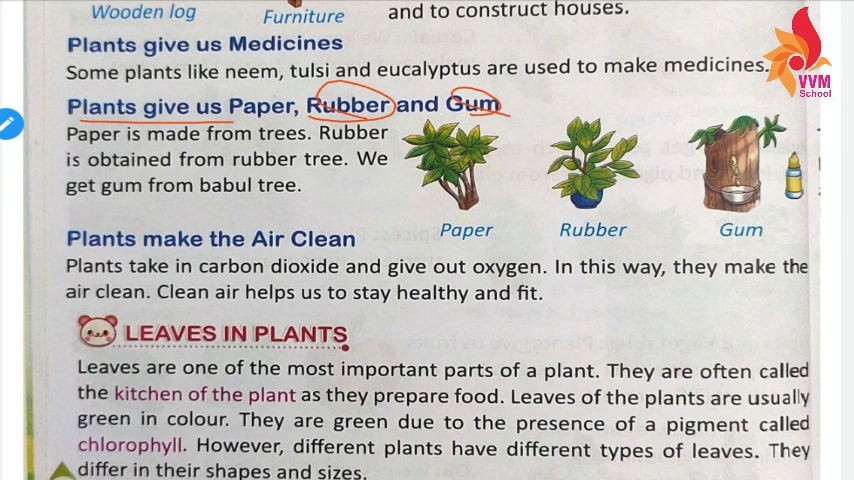 Wooden log
Furniture
and to construct houses.
Plants give us Medicines
Some plants like neem, tulsi and eucalyptus are used to make medicines.
VVM
School
Plants give us Paper, Rubber and Gum
Paper is made from trees. Rubber
is obtained from rubber tree. We
get gum from babul tree.
Paper
Rubber
Gum
Plants make the Air Clean
Plants take in carbon dioxide and give out oxygen. In this way, they make the
air clean. Clean air helps us to stay healthy and fit.
LEAVES IN PLANTS
Leaves are one of the most important parts of a plant. They are often called
the kitchen of the plant as they prepare food. Leaves of the plants are usually
green in colour. They are green due to the presence of a pigment called
chlorophyll. However, different plants have different types of leaves. They
differ in their shapes and sizes.